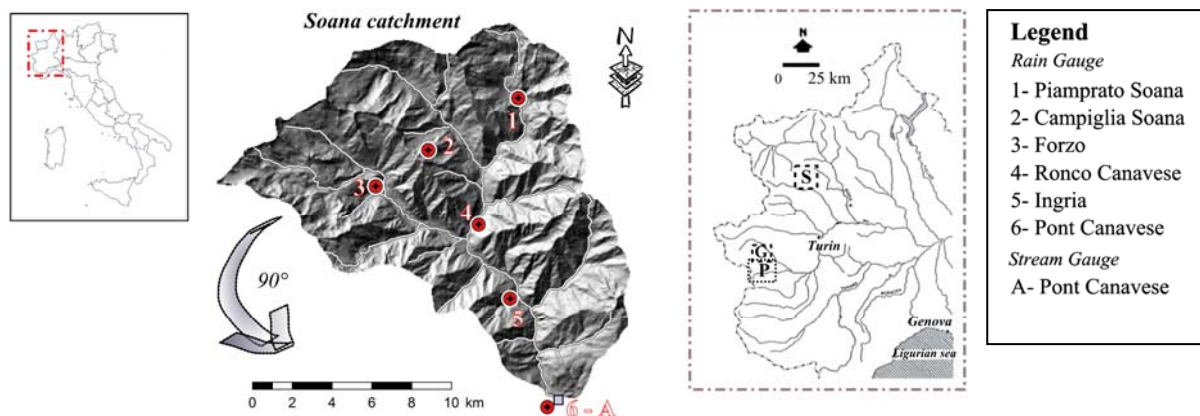 Soana catchment
N
1
2
3
4
5
6 - A
90°
0 2 4 6 8 10 km
N
0 25 km
S
G
P
Turin
Genova
Ligurian sea
Legend
Rain Gauge
1- Piamprato Soana
2- Campiglia Soana
3- Forzo
4- Ronco Canavese
5- Ingria
6- Pont Canavese
Stream Gauge
A- Pont Canavese